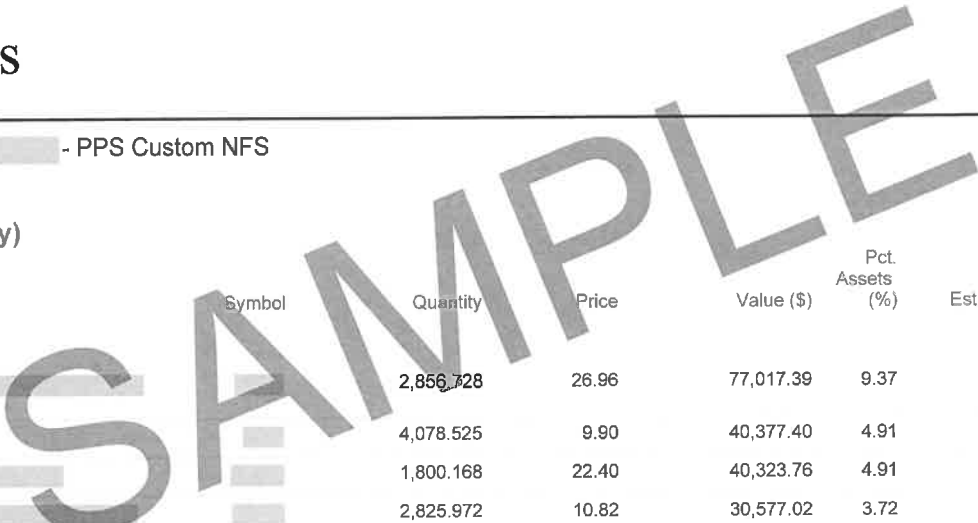 s
- PPS Custom NFS
y)
Symbol Quantity Price Value ($) Pct. Assets (%) Est
2,856.728 26.96 77,017.39 9.37
4,078.525 9.90 40,377.40 4.91
1,800.168 22.40 40,323.76 4.91
2,825.972 10.82 30,577.02 3.72
SAMPLE